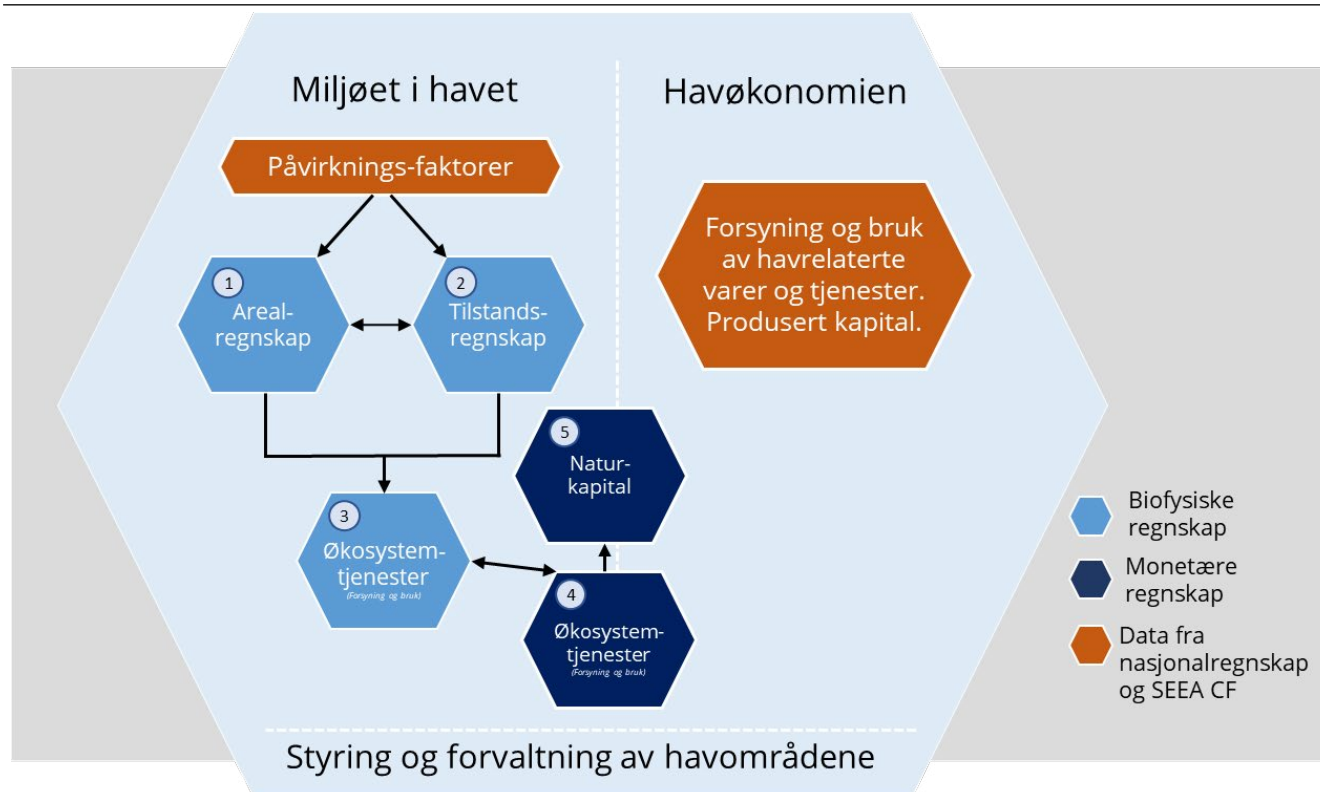 Miljøet i havet
Havøkonomien
Påvirknings-faktorer
Forsyning og bruk
av havrelaterte
varer og tjenester.
Produsert kapital.
1
Areal-
regnskap
2
Tilstands-
regnskap
5
Natur-
kapital
3
Økosystem-
tjenester
(Forsyning og bruk)
4
Økosystem-
tjenester
(Forsyning og bruk)
Biofysiske
regnskap
Monetære
regnskap
Data fra
nasjonalregnskap
og SEEA CF
Styring og forvaltning av havområdene